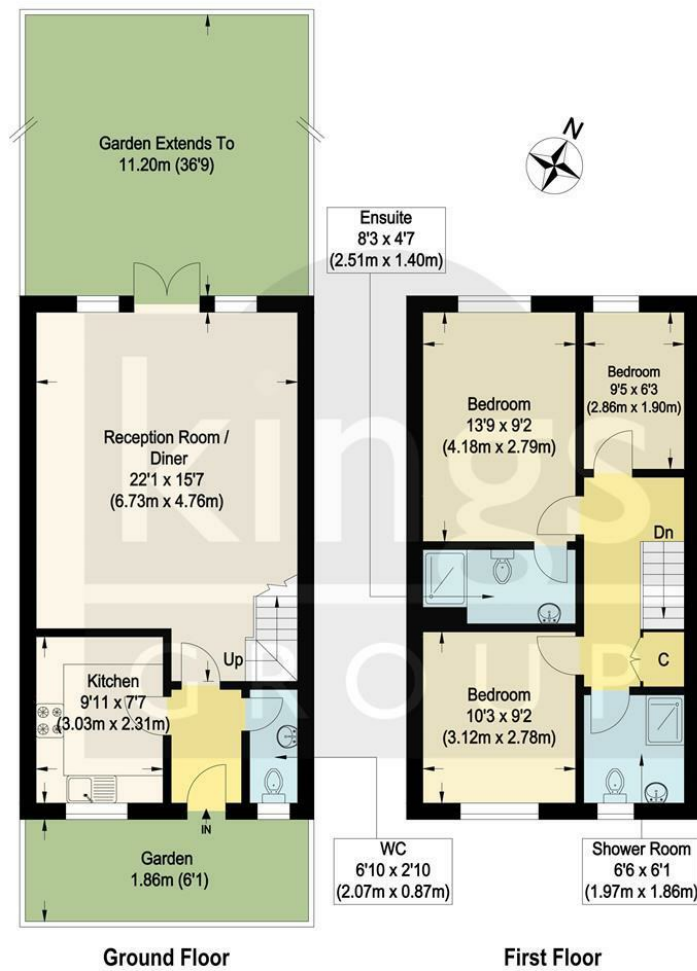 Garden Extends To
11.20m (36'9)
N
Ensuite
8'3 x 4'7
(2.51m x 1.40m)
Reception Room /
Diner
22'1 x 15'7
(6.73m x 4.76m)
Bedroom
13'9 x 9'2
(4.18m x 2.79m)
Bedroom
9'5 x 6'3
(2.86m x 1.90m)
kings
GROUP
Dn
Up
C
Kitchen
9'11 x 7'7
(3.03m x 2.31m)
Bedroom
10'3 x 9'2
(3.12m x 2.78m)
IN
Garden
1.86m (6'1)
WC
6'10 x 2'10
(2.07m x 0.87m)
Shower Room
6'6 x 6'1
(1.97m x 1.86m)
Ground Floor
First Floor